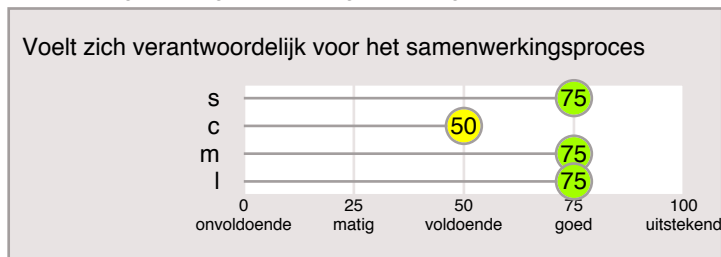 Voelt zich verantwoordelijk voor het samenwerkingsproces
s 75
c 50
m 75
l 75
0 25 50 75 100
onvoldoende matig voldoende goed uitstekend